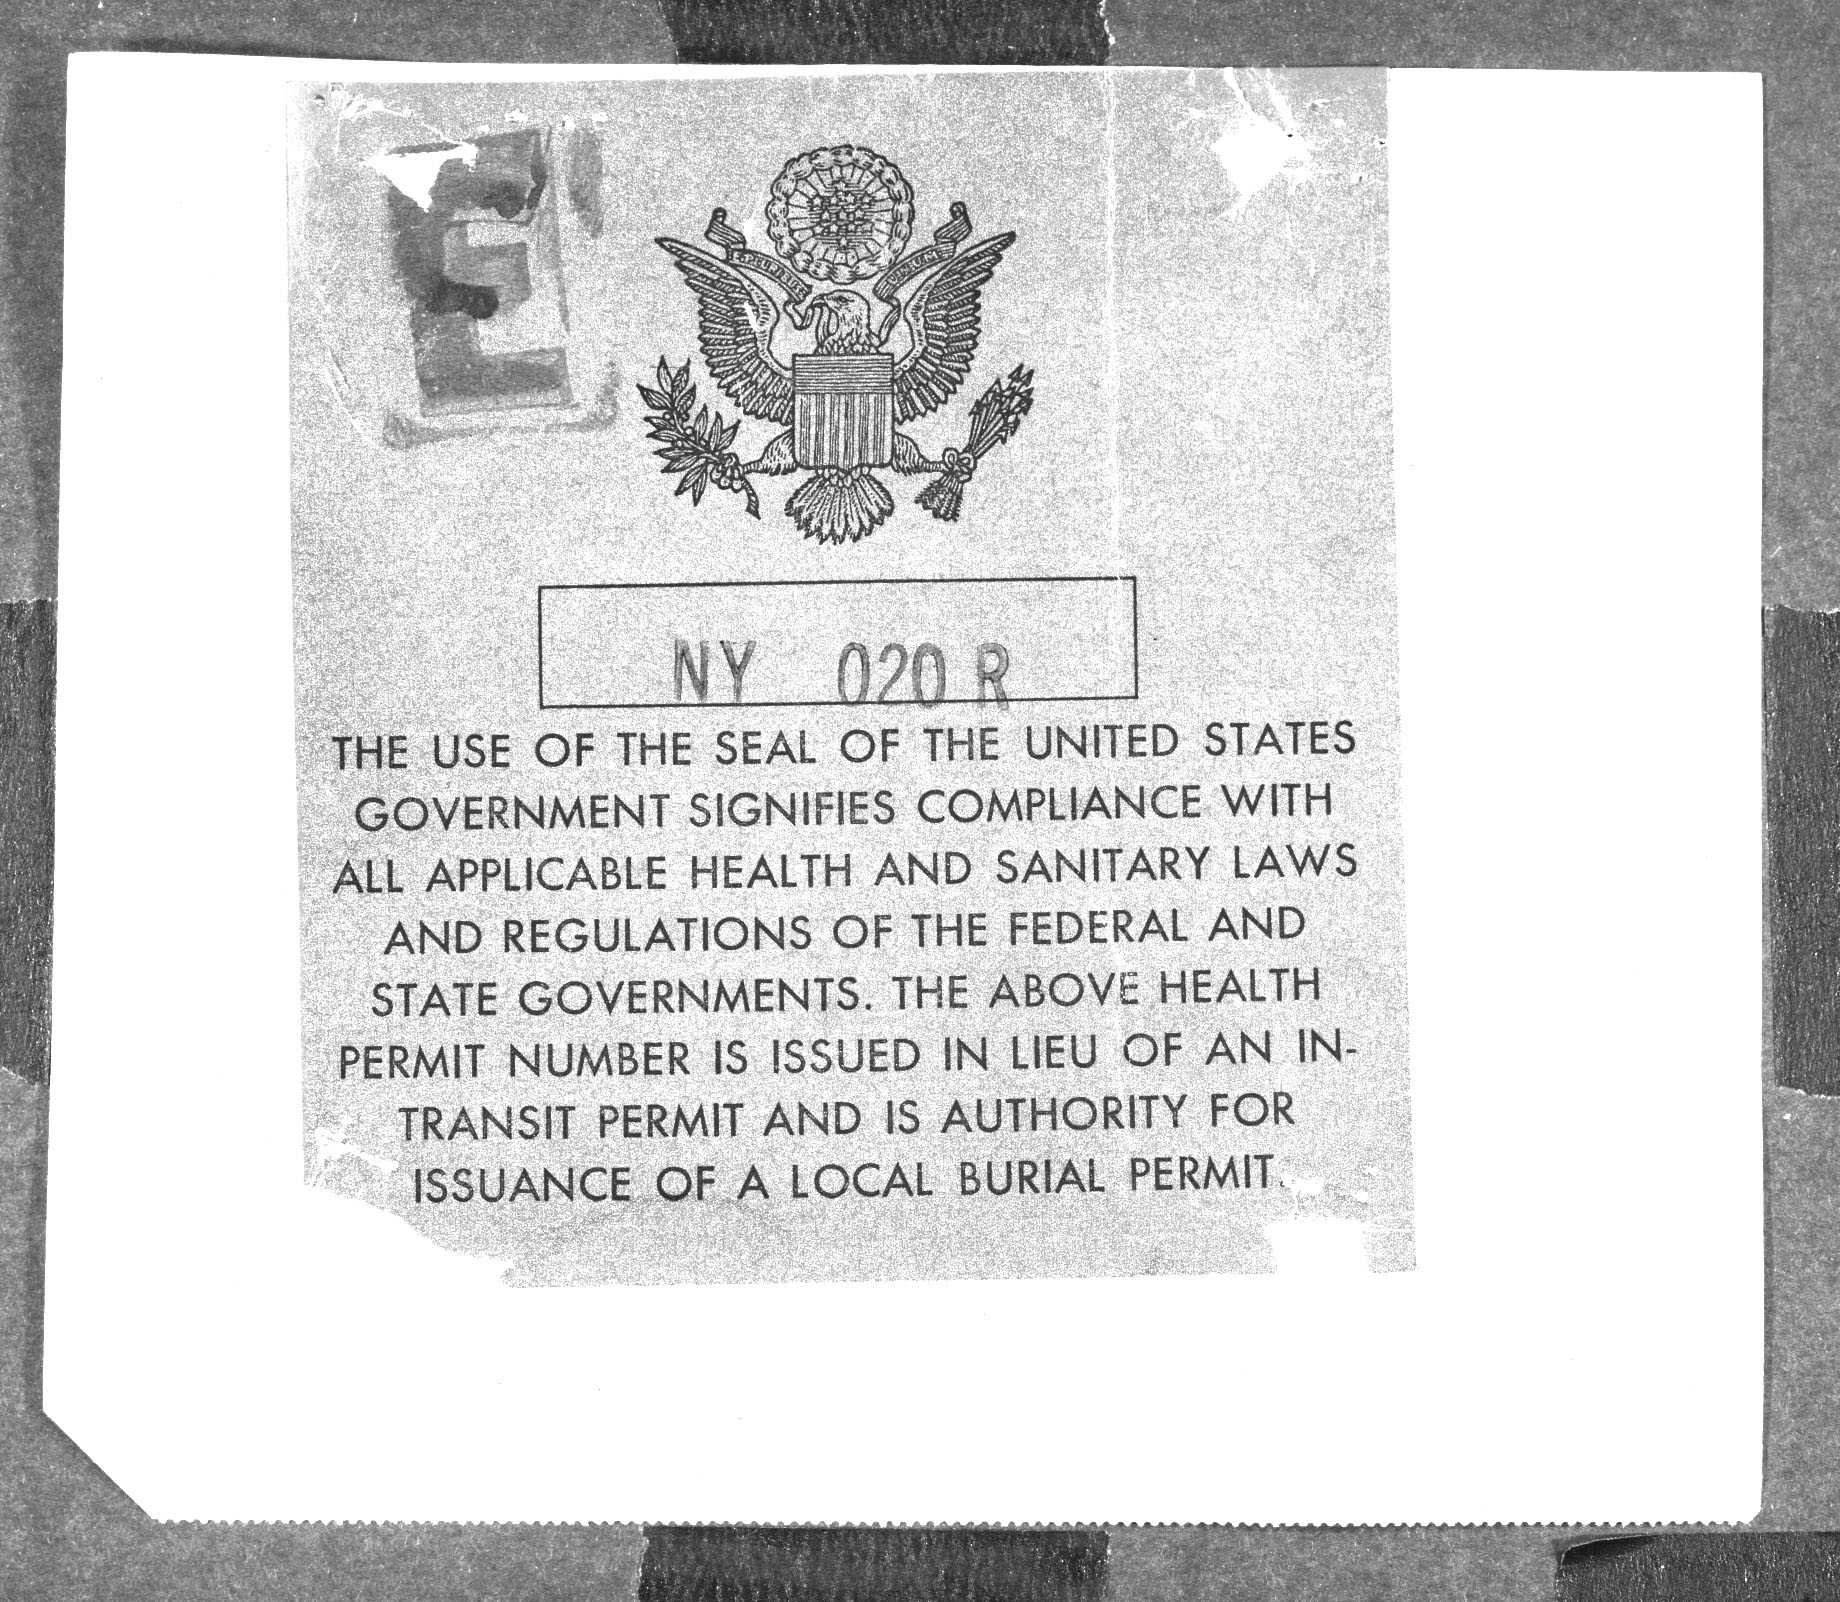 E
NY 020 R
THE USE OF THE SEAL OF THE UNITED STATES
GOVERNMENT SIGNIFIES COMPLIANCE WITH
ALL APPLICABLE HEALTH AND SANITARY LAWS
AND REGULATIONS OF THE FEDERAL AND
STATE GOVERNMENTS. THE ABOVE HEALTH
PERMIT NUMBER IS ISSUED IN LIEU OF AN IN-
TRANSIT PERMIT AND IS AUTHORITY FOR
ISSUANCE OF A LOCAL BURIAL PERMIT.